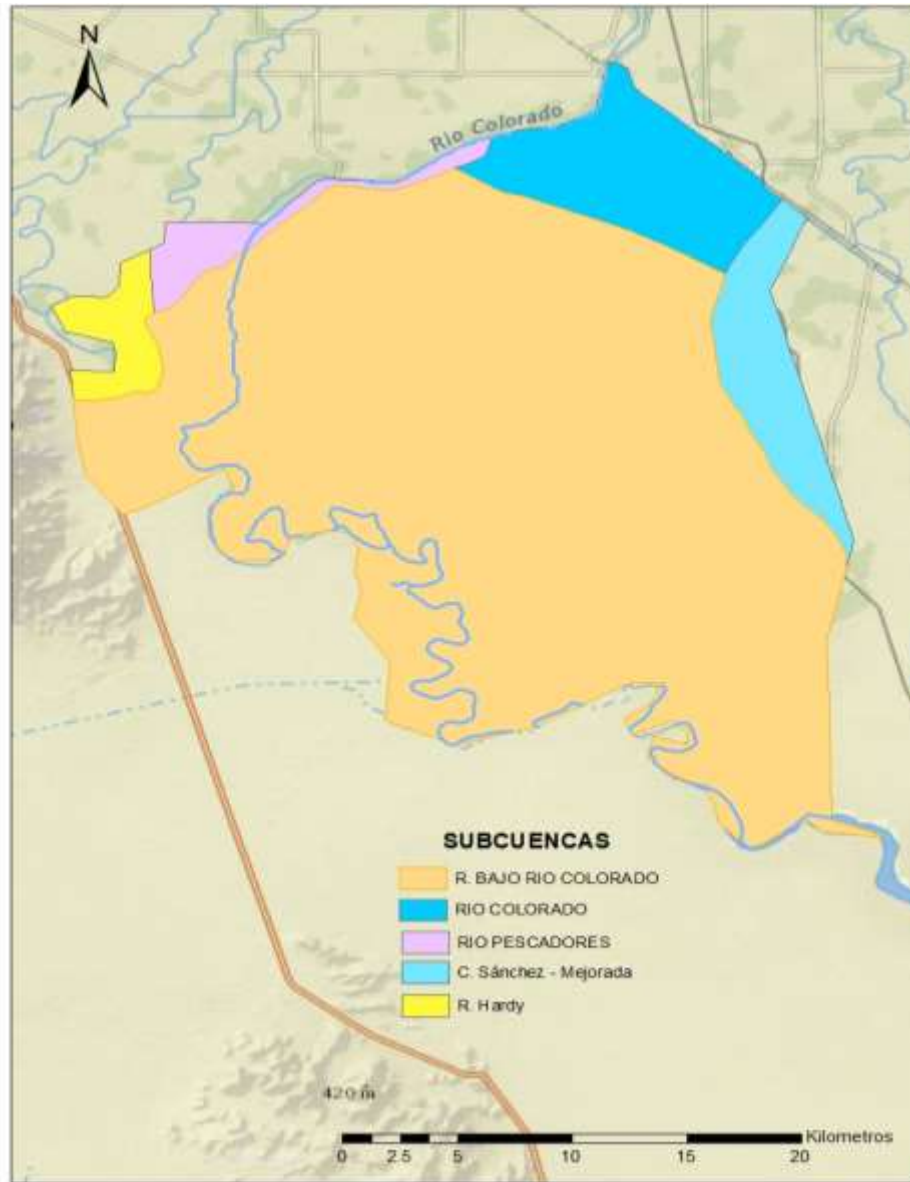 N
Rio Colorado
SUBCUENCAS
R. BAJO RIO COLORADO
RIO COLORADO
RIO PESCADORES
C. Sánchez - Mejorada
R. Hardy
420 m
Kilometros
0 2.5 5 10 15 20